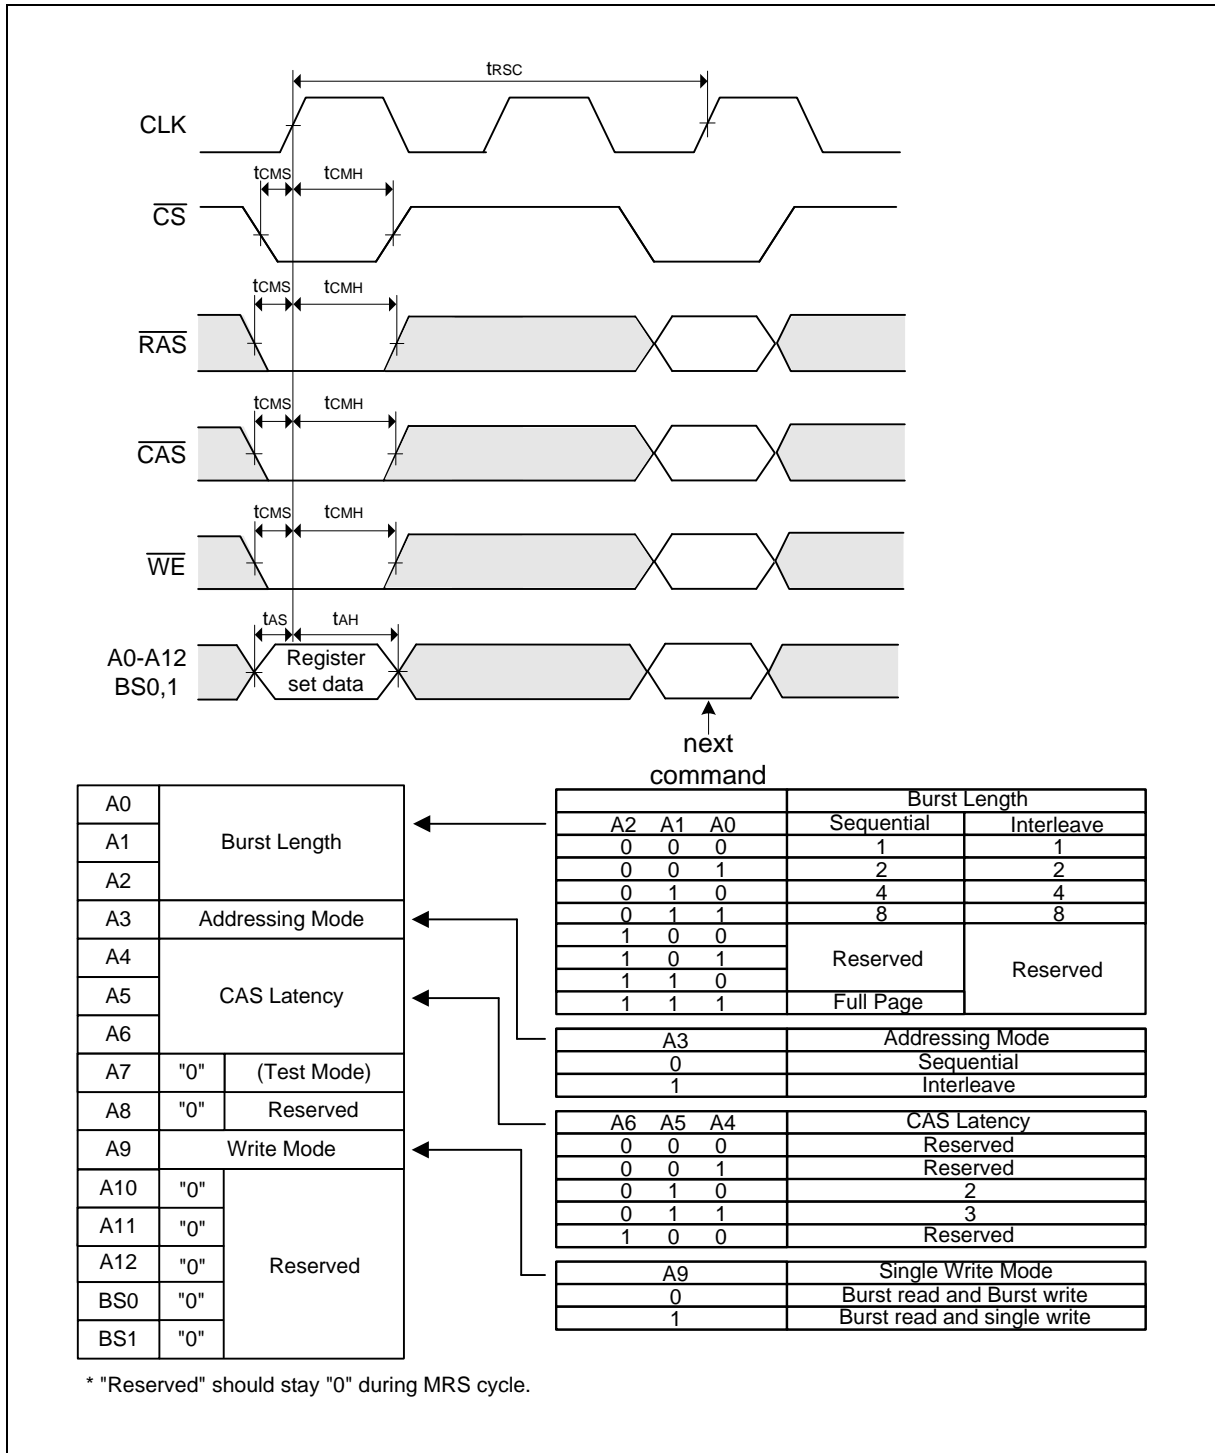 tRSC
CLK
tCMS tCMH
CS
tCMS tCMH
RAS
tCMS tCMH
CAS
tCMS tCMH
WE
tAS tAH
A0-A12
BS0,1
Register
set data
next
command
A0
A1
A2
Burst Length
A3 Addressing Mode
A4
A5
A6
CAS Latency
A7 "0" (Test Mode)
A8 "0" Reserved
A9 Write Mode
A10 "0"
A11 "0"
A12 "0"
BS0 "0"
BS1 "0"
Reserved
Burst Length
A2 A1 A0 Sequential Interleave
0 0 0 1 1
0 0 1 2 2
0 1 0 4 4
0 1 1 8 8
1 0 0
1 0 1 Reserved
1 1 0
Reserved
1 1 1 Full Page
A3 Addressing Mode
0 Sequential
1 Interleave
A6 A5 A4 CAS Latency
0 0 0 Reserved
0 0 1 Reserved
0 1 0 2
0 1 1 3
1 0 0 Reserved
A9 Single Write Mode
0 Burst read and Burst write
1 Burst read and single write
* "Reserved" should stay "0" during MRS cycle.